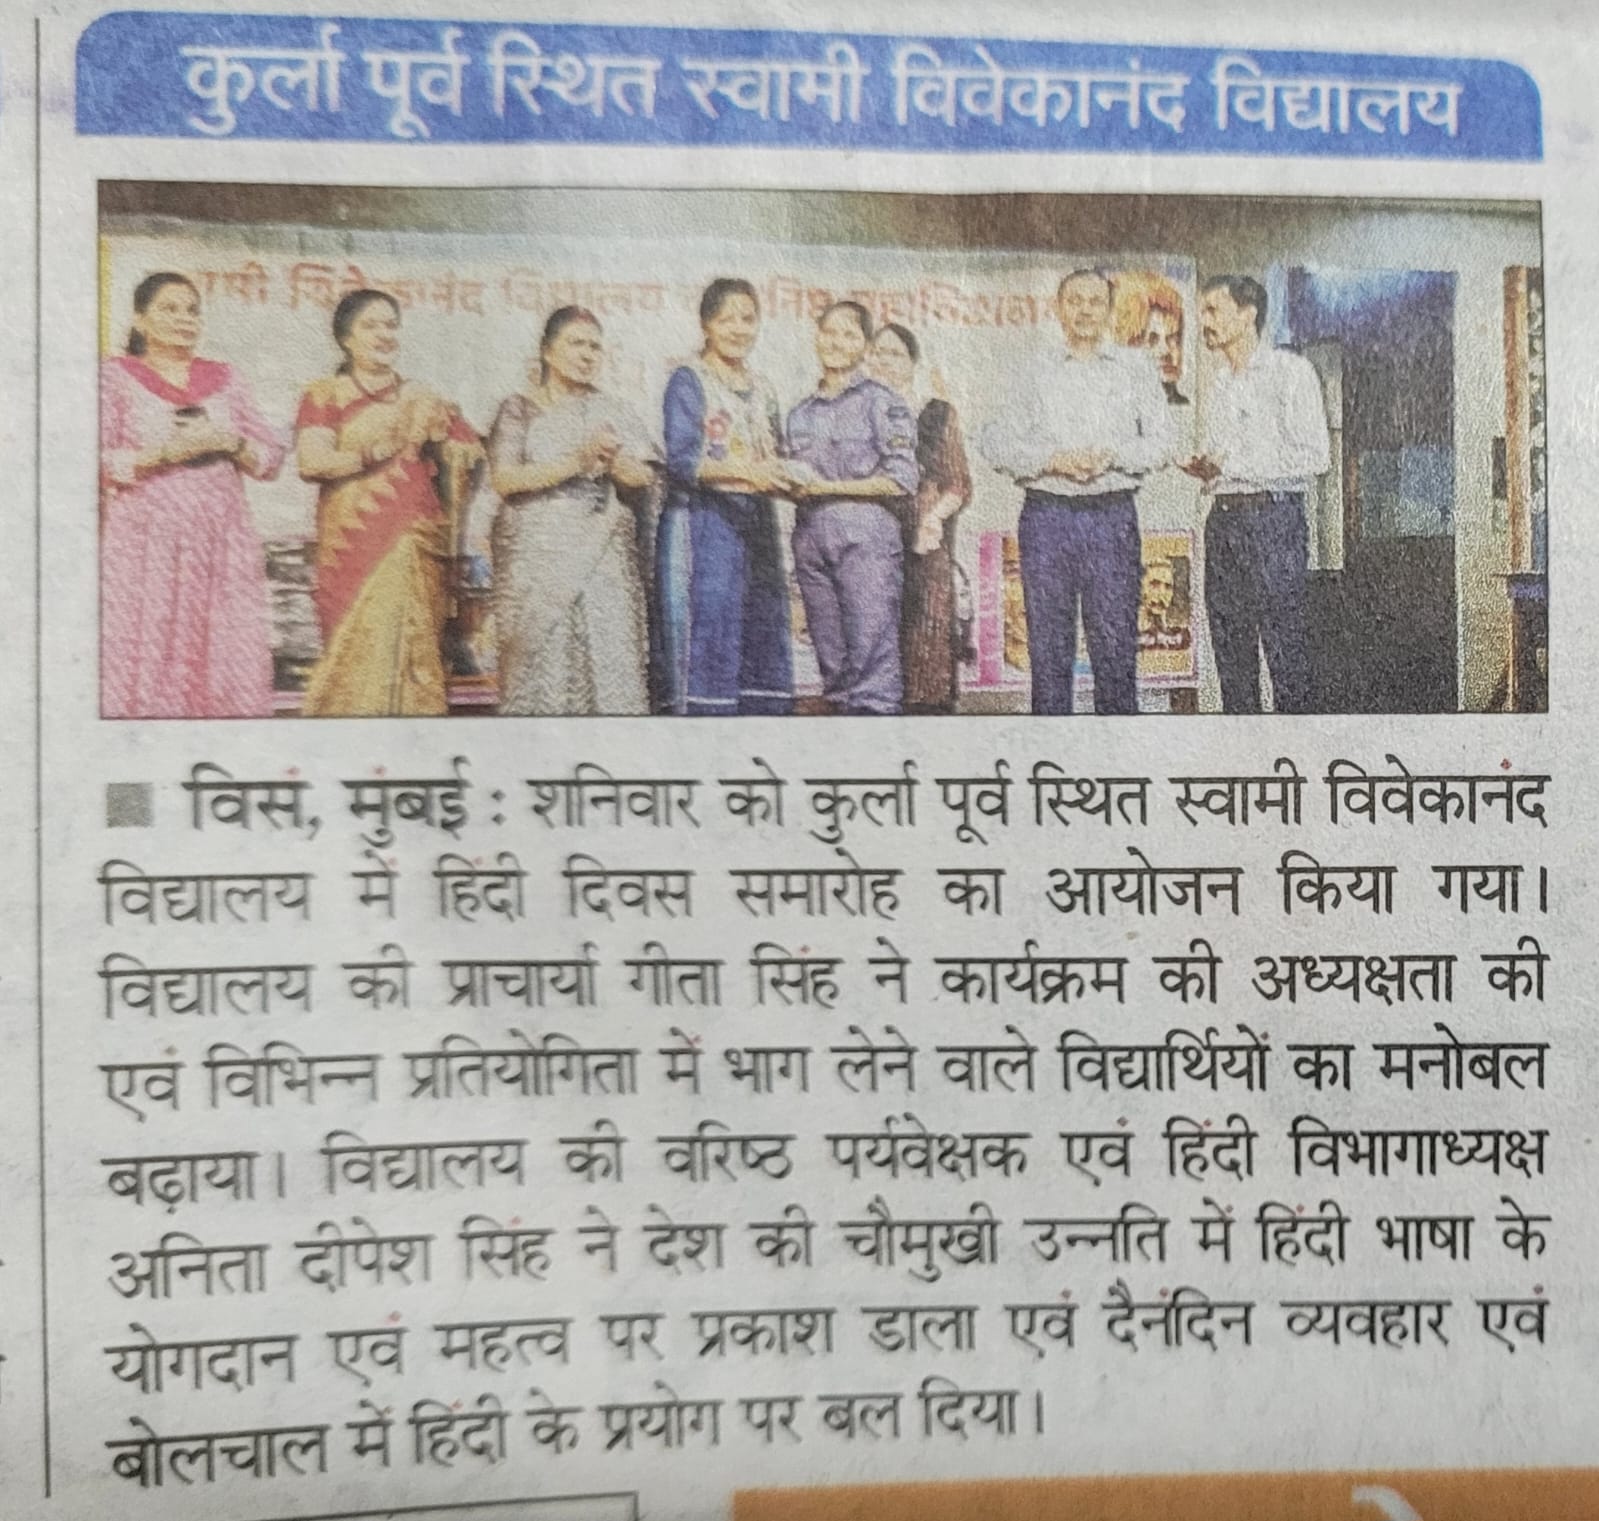 कुर्ला पूर्व स्थित स्वामी विवेकानंद विद्यालय
विवेकानंद
■ विसं, मुंबई : शनिवार को कुर्ला पूर्व स्थित स्वामी विवेकानंद
विद्यालय में हिंदी दिवस समारोह का आयोजन किया गया।
विद्यालय की प्राचार्या गीता सिंह ने कार्यक्रम की अध्यक्षता की
एवं विभिन्न प्रतियोगिता में भाग लेने वाले विद्यार्थियों का मनोबल
बढ़ाया। विद्यालय की वरिष्ठ पर्यवेक्षक एवं हिंदी विभागाध्यक्ष
अनिता दीपेश सिंह ने देश की चौमुखी उन्नति में हिंदी भाषा के
योगदान एवं महत्व पर प्रकाश डाला एवं दैनंदिन व्यवहार एवं
बोलचाल में हिंदी के प्रयोग पर बल दिया।